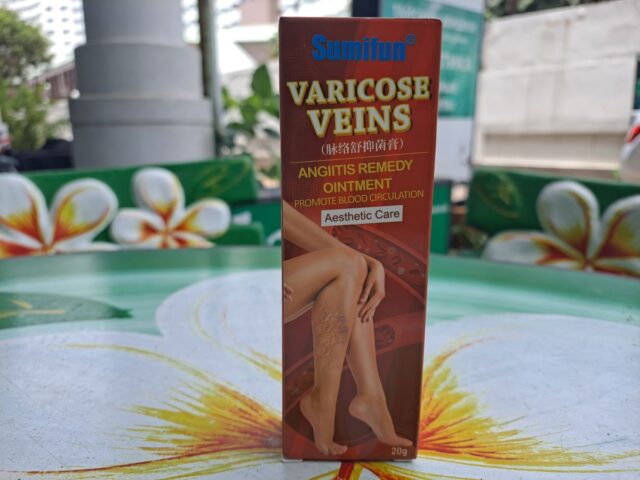 Sumifun®
VARICOSE
VEINS
(脉络舒抑菌膏)
ANGIITIS REMEDY
OINTMENT
PROMOTE BLOOD CIRCULATION
Aesthetic Care
20g